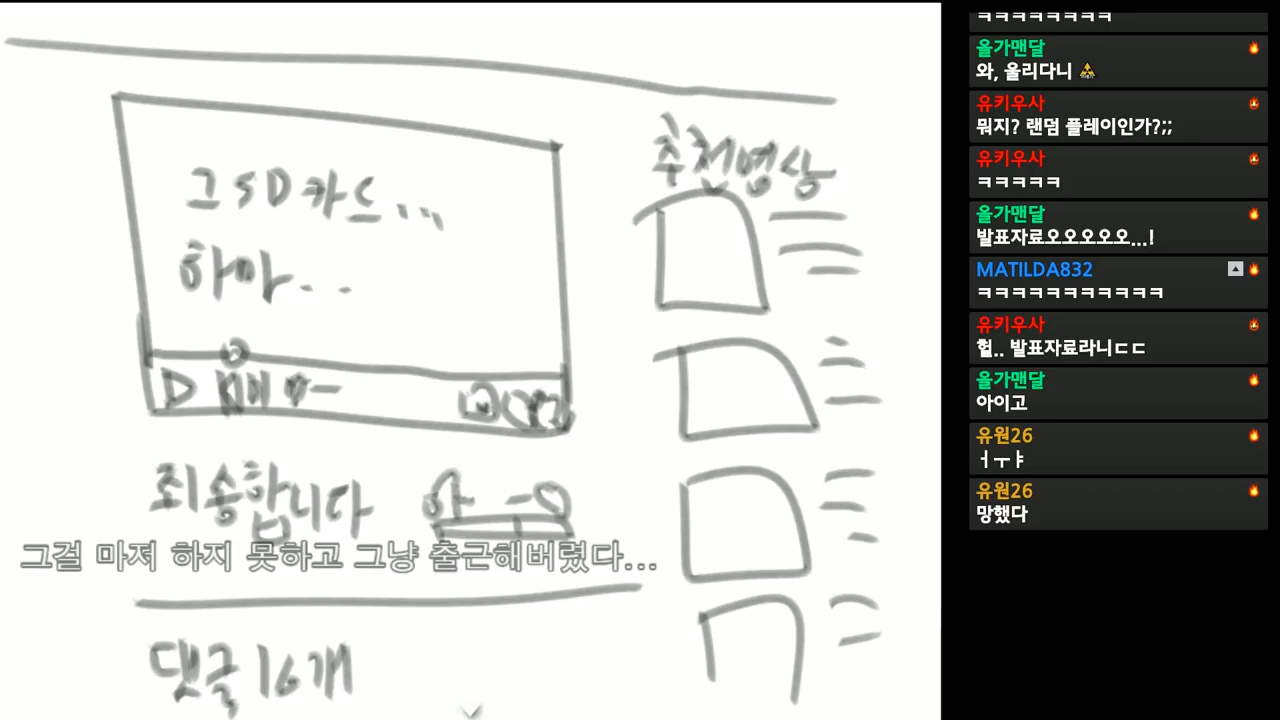 그 SD카드...
하마..
추천영상
죄송합니다
그걸 마져 하지 못하고 그냥 출근해버렸다...
댓글 16개
ㅋㅋㅋㅋㅋㅋㅋㅋ
올가맨달
와, 울리다니
유키우사
뭐지? 랜덤 플레이인가?;;
유키우사
ㅋㅋㅋㅋㅋ
올가맨달
발표자료오오오오오...!
MATILDA832
ㅋㅋㅋㅋㅋㅋㅋㅋㅋㅋㅋ
유키우사
헐.. 발표자료라니ㄷㄷ
올가맨달
아이고
유원26
ㅓㅜㅑ
유원26
망했다